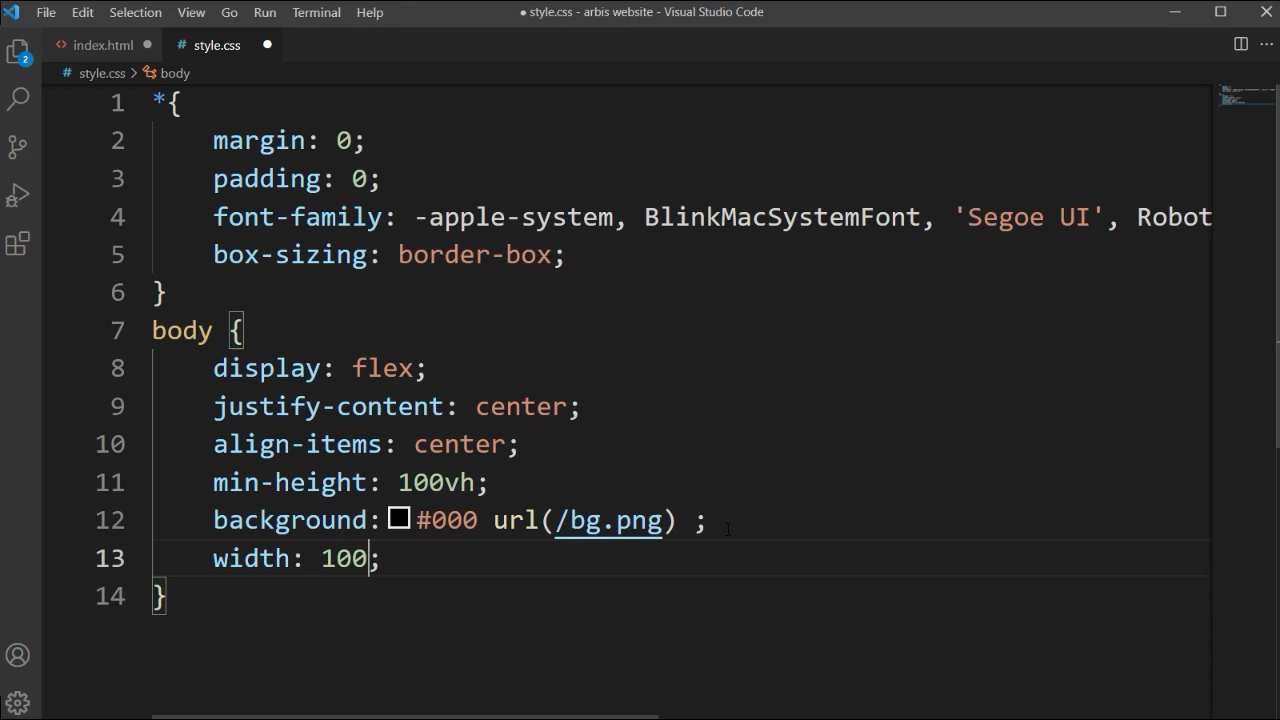 File Edit Selection View Go Run Terminal Help ● style.css - arbis website - Visual Studio Code
index.html ● # style.css ●
# style.css > body
2
1 *{
2 margin: 0;
3 padding: 0;
4 font-family: -apple-system, BlinkMacSystemFont, 'Segoe UI', Robot
5 box-sizing: border-box;
6 }
7 body {
8 display: flex;
9 justify-content: center;
10 align-items: center;
11 min-height: 100vh;
12 background: #000 url(/bg.png) ;
13 width: 100;
14 }